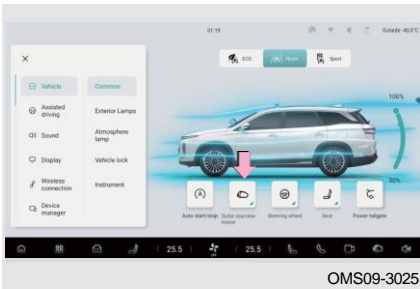 01:19
Outside -40.0°C
ECO
Norm
Sport
Vehicle
Common
Assisted driving
Exterior Lamps
Sound
Atmosphere lamp
Display
Vehicle lock
Wireless connection
Instrument
Device manager
100%
50%
Auto start/stop
Outer rearview mirror
Steering wheel
Seat
Power tailgate
25.5
OFF
25.5
OMS09-3025